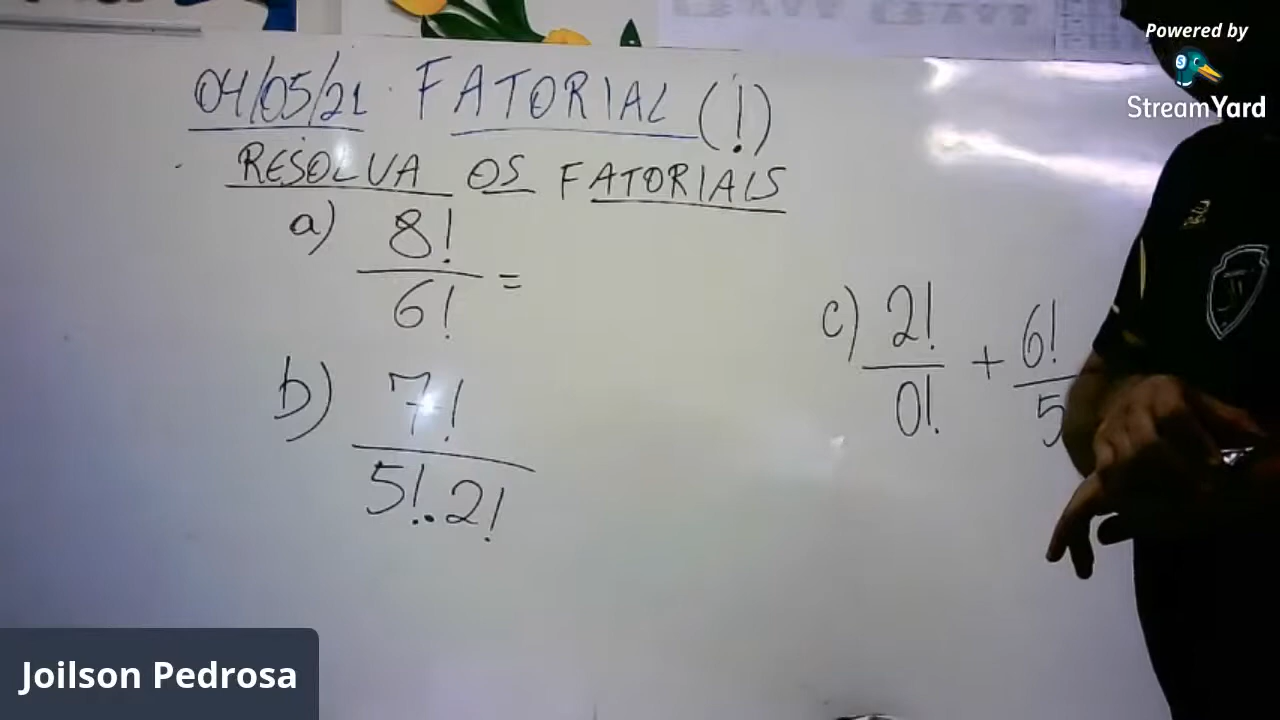 Powered by
StreamYard
04/05/21 FATORIAL (!)
RESOLVA OS FATORIAIS
a) 8!
6! =
b) 7!
5!.2!
c) 2!
0! + 6!
5
Joilson Pedrosa